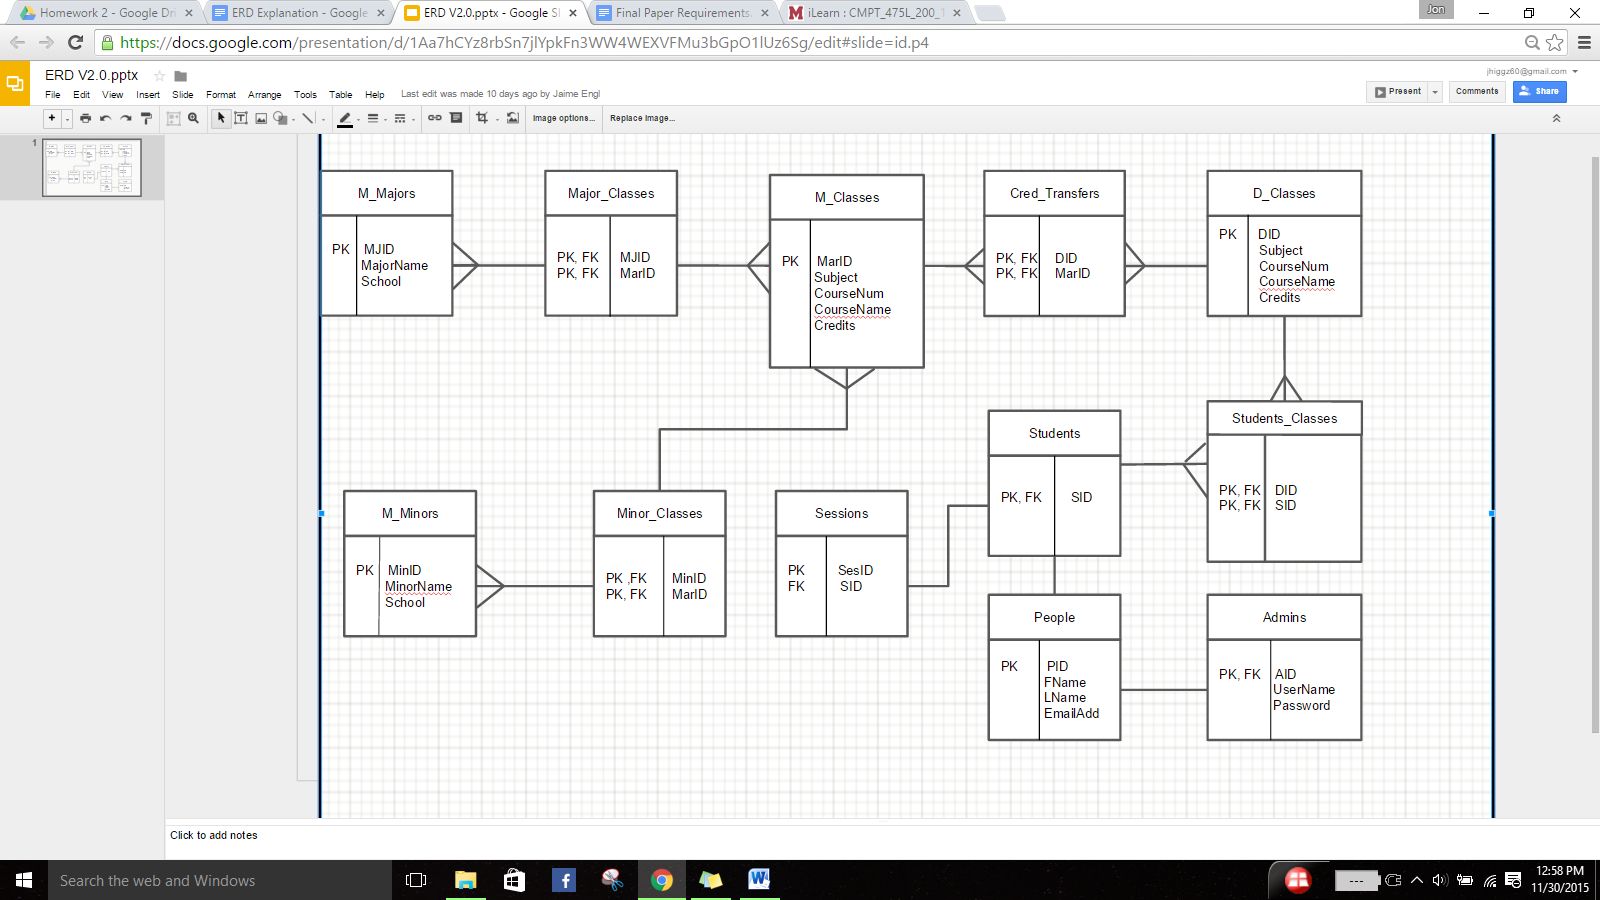 Homework 2 - Google Dri
ERD Explanation - Google
ERD V2.0.pptx - Google Sl
Final Paper Requirements
iLearn : CMPT_475L_200_1
Jon
https://docs.google.com/presentation/d/1Aa7hCYz8rbSn7jlYpkFn3WW4WEXVFMu3bGpO1lUz6Sg/edit#slide=id.p4
ERD V2.0.pptx
jhiggz60@gmail.com
File Edit View Insert Slide Format Arrange Tools Table Help Last edit was made 10 days ago by Jaime Engl
Present
Comments
Share
Image options...
Replace image...
1
M_Majors
PK MJID
MajorName
School
Major_Classes
PK, FK MJID
PK, FK MarID
M_Classes
PK MarID
Subject
CourseNum
CourseName
Credits
Cred_Transfers
PK, FK DID
PK, FK MarID
D_Classes
PK DID
Subject
CourseNum
CourseName
Credits
Students
PK, FK SID
Students_Classes
PK, FK DID
PK, FK SID
M_Minors
PK MinID
MinorName
School
Minor_Classes
PK ,FK MinID
PK, FK MarID
Sessions
PK SesID
FK SID
People
PK PID
FName
LName
EmailAdd
Admins
PK, FK AID
UserName
Password
Click to add notes
Search the web and Windows
12:58 PM
11/30/2015